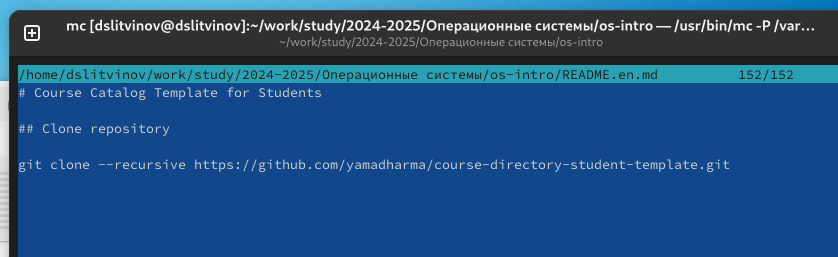 mc [dslitvinov@dslitvinov]:~/work/study/2024-2025/Операционные системы/os-intro — /usr/bin/mc -P /var...
~/work/study/2024-2025/Операционные системы/os-intro
/home/dslitvinov/work/study/2024-2025/Операционные системы/os-intro/README.en.md 152/152
# Course Catalog Template for Students
## Clone repository
git clone --recursive https://github.com/yamadharma/course-directory-student-template.git